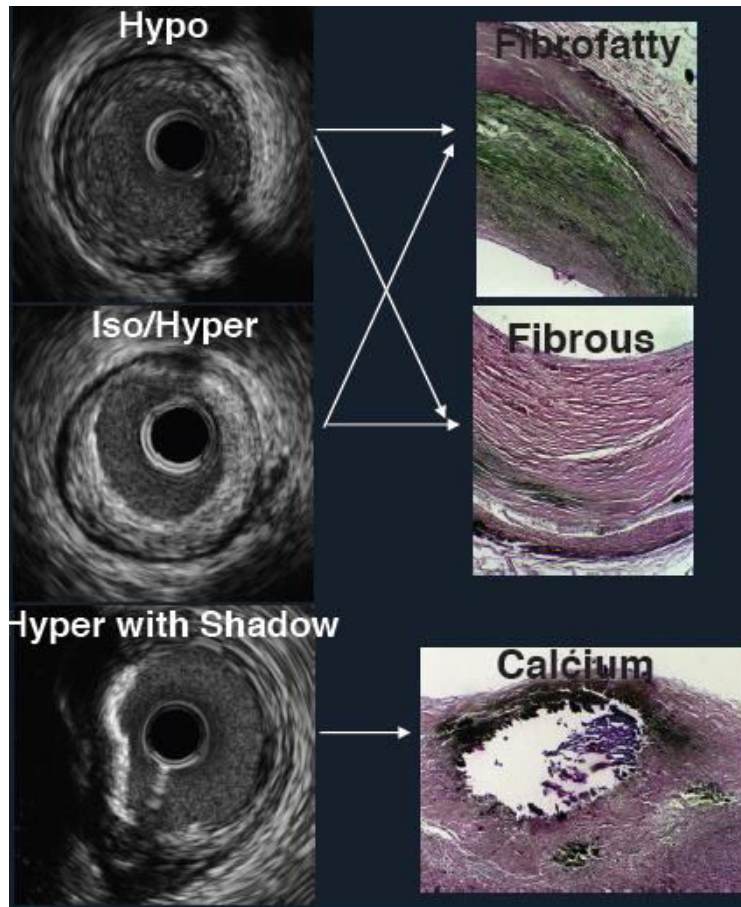 Hypo
Fibrofatty
Iso/Hyper
Fibrous
Hyper with Shadow
Calcium